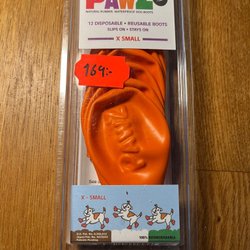 PAWZ
NATURAL RUBBER WATERPROOF DOG BOOTS
12 DISPOSABLE • REUSABLE BOOTS
SLIPS ON • STAYS ON
X SMALL
169:-
PAWZ
X - SMALL
100% BIODEGRADABLE